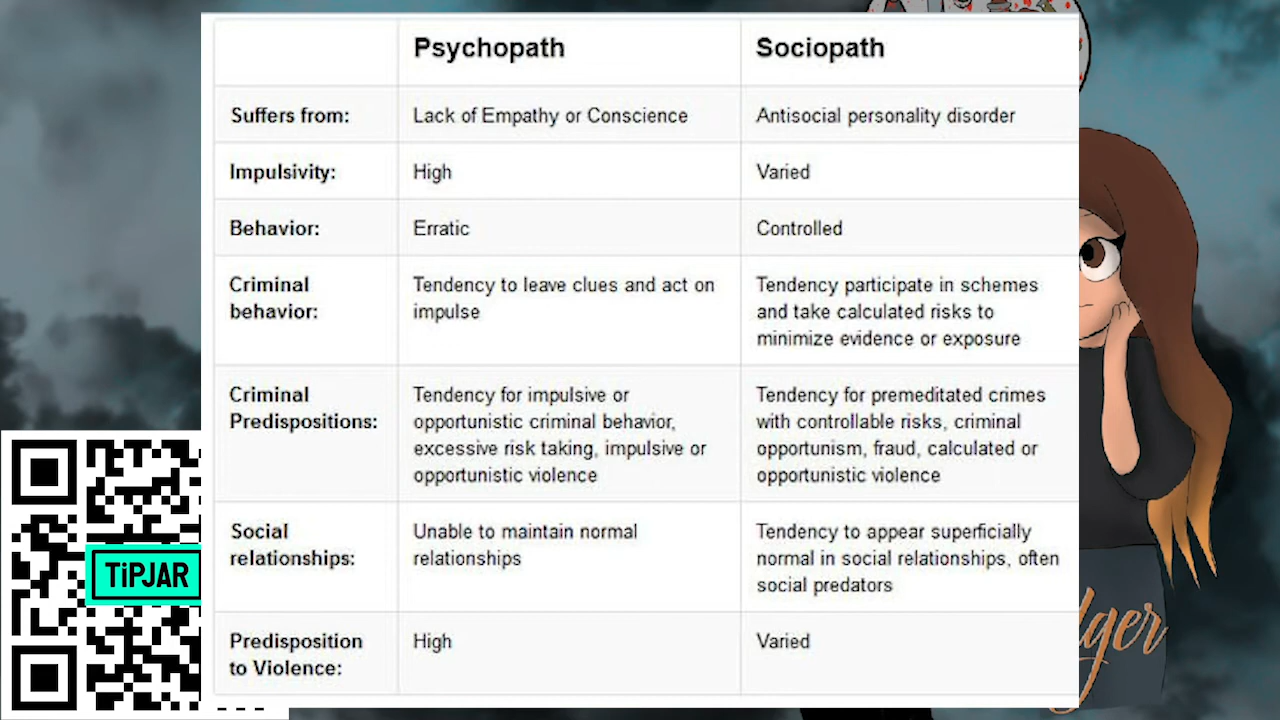 Psychopath
Sociopath
Suffers from:
Lack of Empathy or Conscience
Antisocial personality disorder
Impulsivity:
High
Varied
Behavior:
Erratic
Controlled
Criminal
behavior:
Tendency to leave clues and act on
impulse
Tendency participate in schemes
and take calculated risks to
minimize evidence or exposure
Criminal
Predispositions:
Tendency for impulsive or
opportunistic criminal behavior,
excessive risk taking, impulsive or
opportunistic violence
Tendency for premeditated crimes
with controllable risks, criminal
opportunism, fraud, calculated or
opportunistic violence
Social
relationships:
Unable to maintain normal
relationships
Tendency to appear superficially
normal in social relationships, often
social predators
Predisposition
to Violence:
High
Varied
TiPJAR